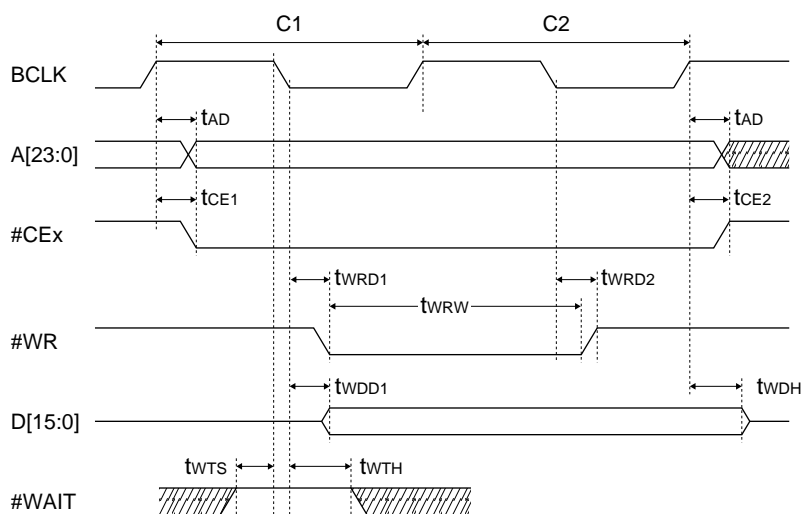 C1 C2
BCLK
tAD tAD
A[23:0]
tCE1 tCE2
#CEx
tWRD1 tWRD2
tWRW
#WR
tWDD1 tWDH
D[15:0]
tWTS tWTH
#WAIT